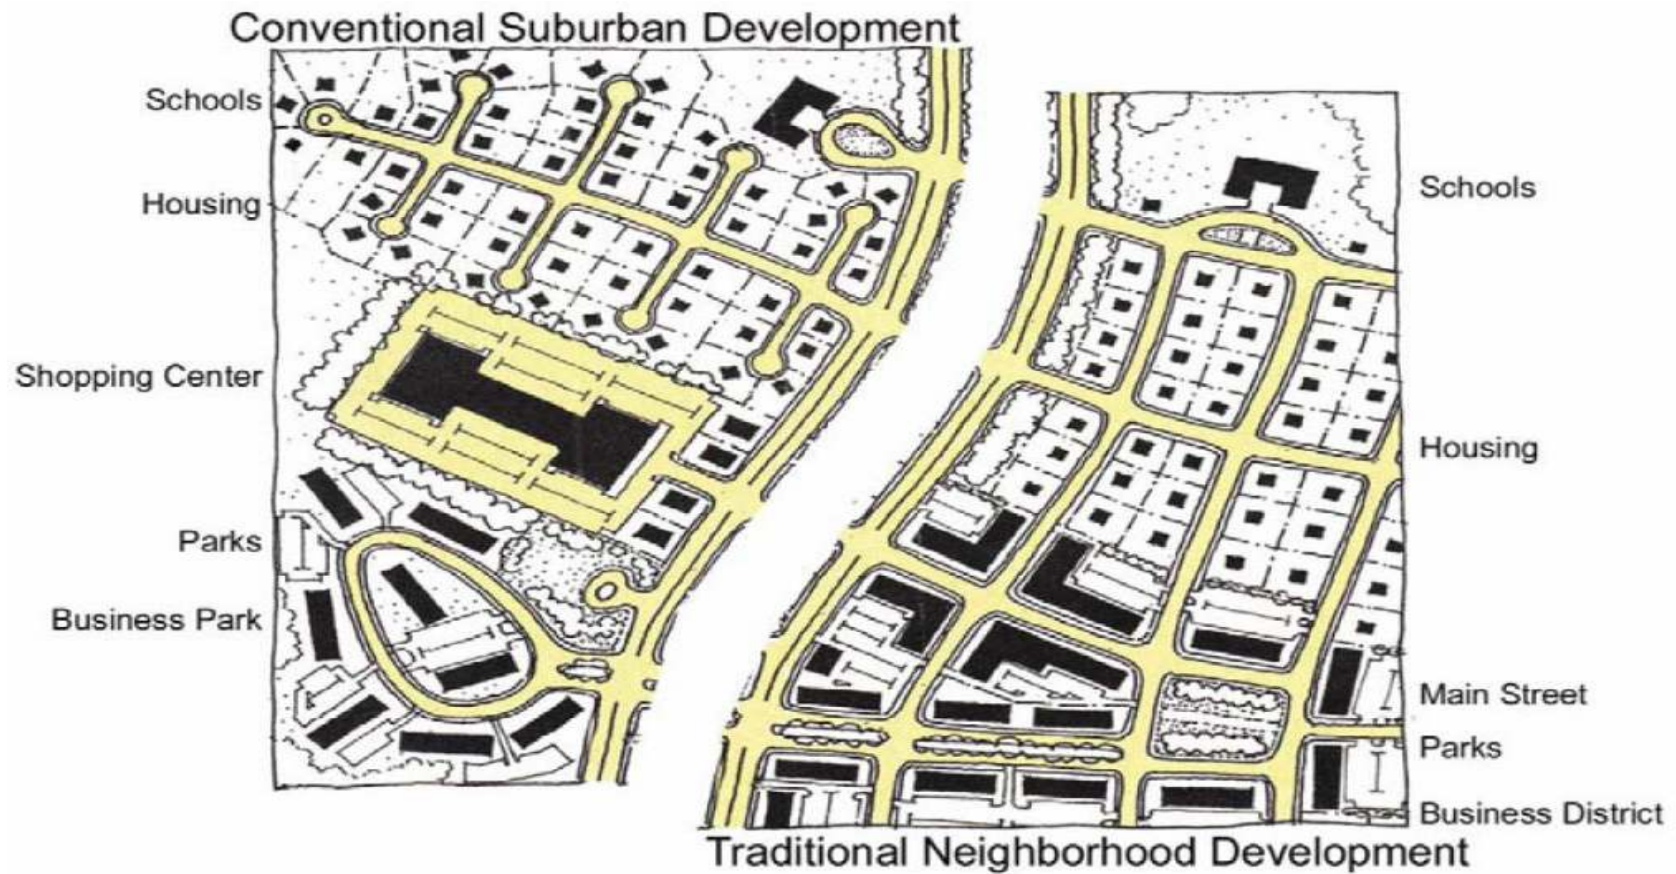 Conventional Suburban Development
Schools
Housing
Shopping Center
Parks
Business Park
Schools
Housing
Main Street
Parks
Business District
Traditional Neighborhood Development